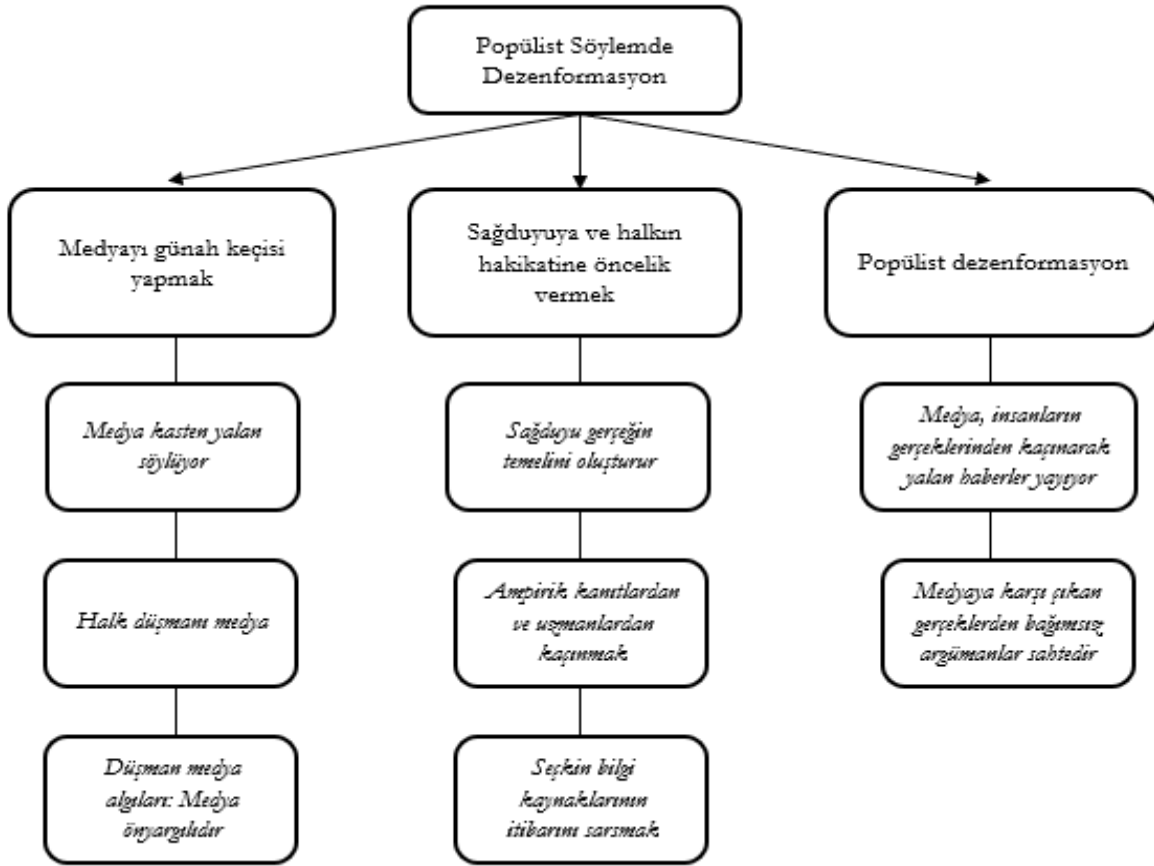 Popülist Söylemde
Dezenformasyon
Medyayı günah keçisi
yapmak
Sağduyuya ve halkın
hakikatine öncelik
vermek
Popülist dezenformasyon
Medya kasten yalan
söylüyor
Sağduyu gerçeğin
temelini oluşturur
Medya, insanların
gerçeklerinden kaçınarak
yalan haberler yayıyor
Halk düşmanı medya
Ampirik kanıtlardan
ve uzmanlardan
kaçınmak
Medyaya karşı çıkan
gerçeklerden bağımsız
argümanlar sahtedir
Düşman medya
algıları: Medya
önyargılıdır
Seçkin bilgi
kaynaklarının
itibarını sarsmak